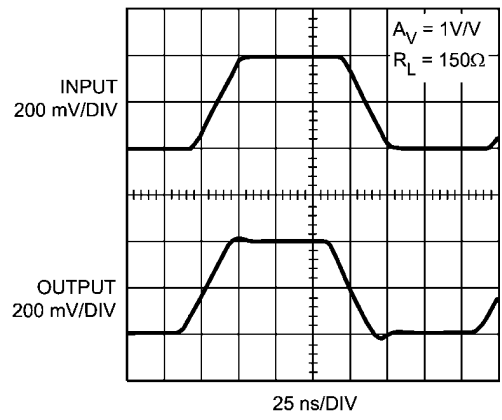 A_V = 1V/V
R_L = 150Ω
INPUT
200 mV/DIV
OUTPUT
200 mV/DIV
25 ns/DIV